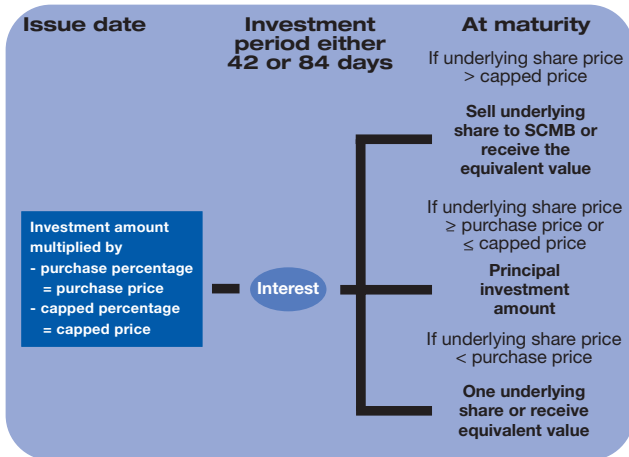 Issue date
Investment
period either
42 or 84 days
At maturity
If underlying share price
> capped price
Sell underlying
share to SCMB or
receive the
equivalent value
Investment amount
multiplied by
- purchase percentage
= purchase price
- capped percentage
= capped price
Interest
If underlying share price
≥ purchase price or
≤ capped price
Principal
investment
amount
If underlying share price
< purchase price
One underlying
share or receive
equivalent value